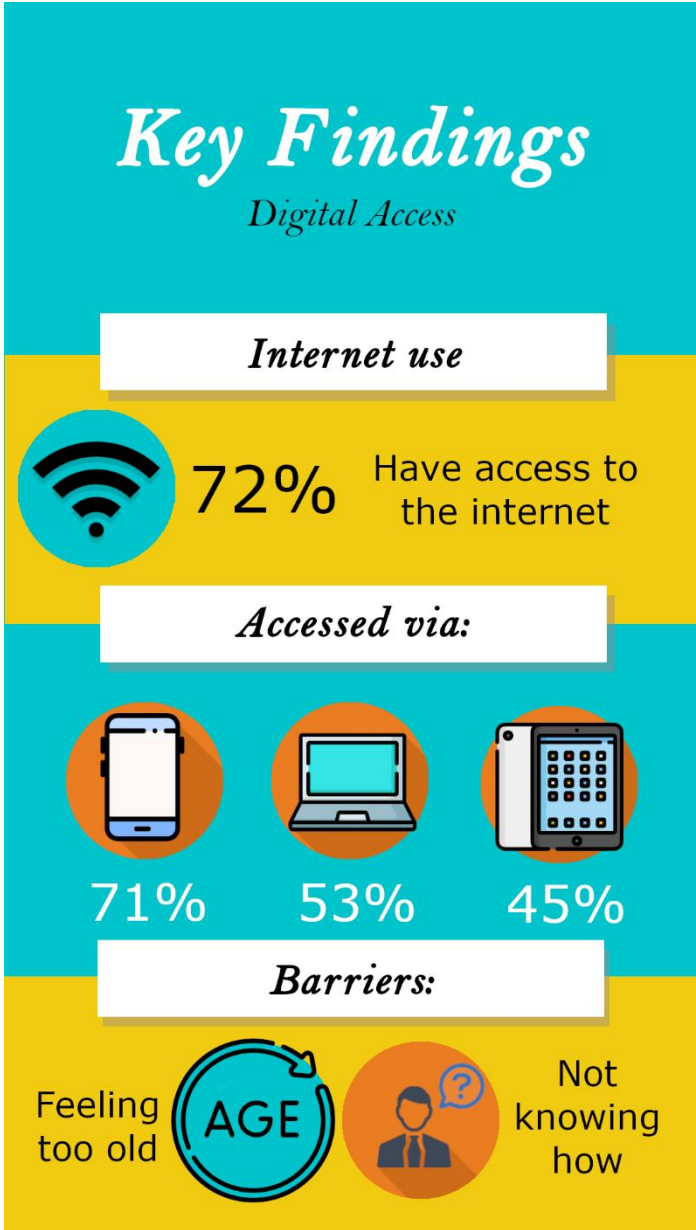 Key Findings
Digital Access
Internet use
72%
Have access to
the internet
Accessed via:
71%
53%
45%
Barriers:
Feeling
too old
AGE
?
Not
knowing
how